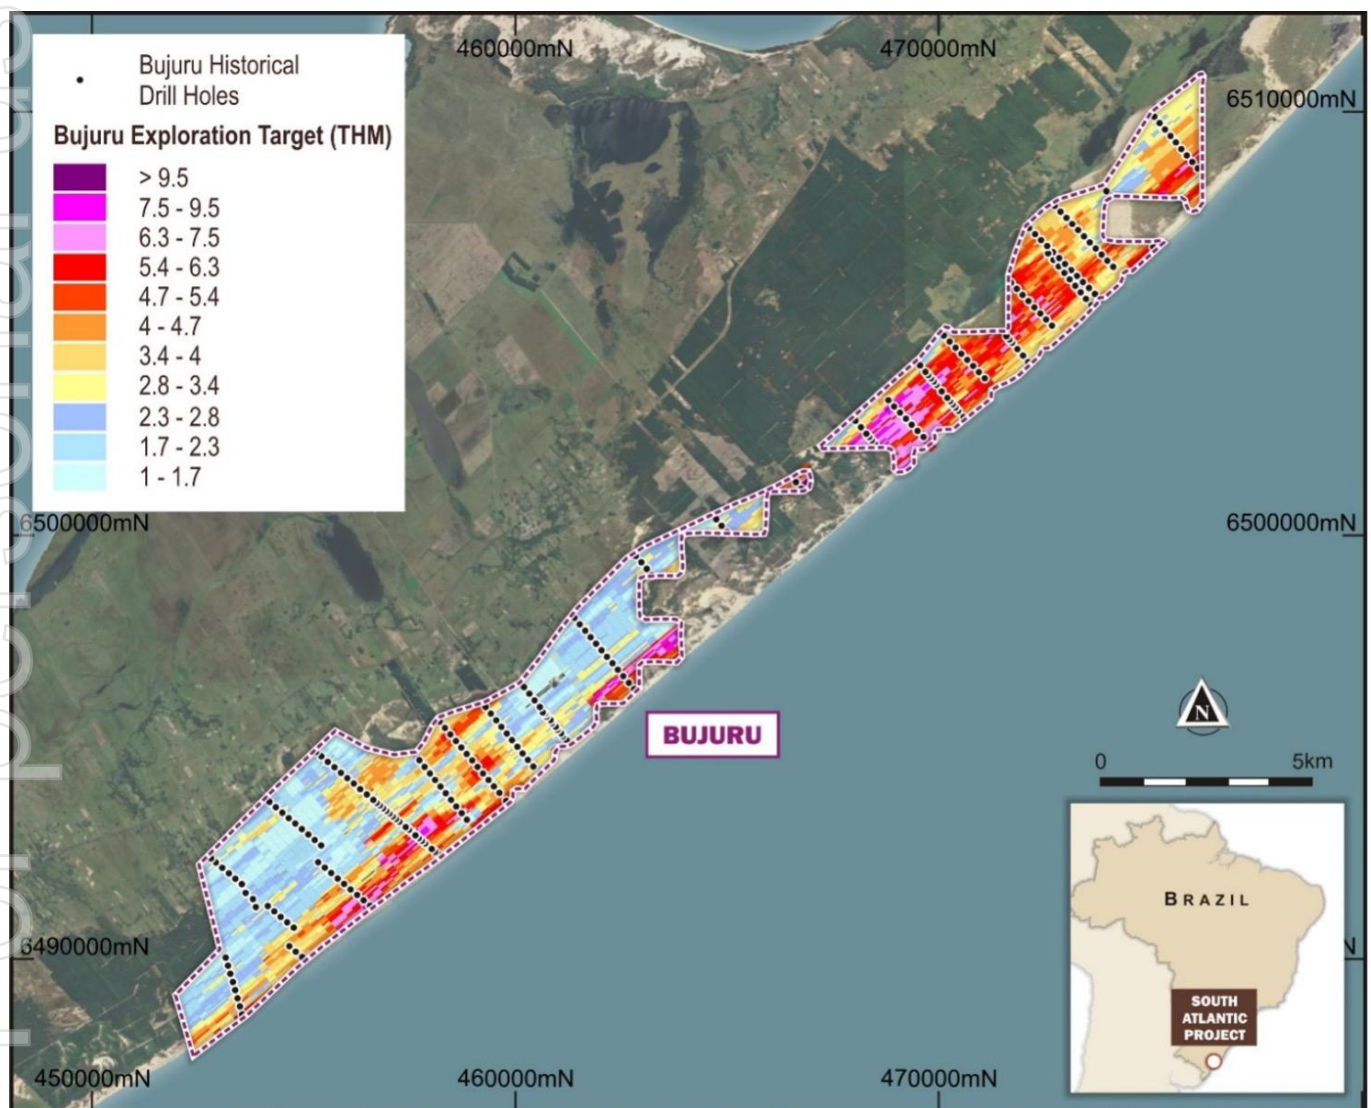 460000mN
470000mN
Bujuru Historical
Drill Holes
Bujuru Exploration Target (THM)
> 9.5
7.5 - 9.5
6.3 - 7.5
5.4 - 6.3
4.7 - 5.4
4 - 4.7
3.4 - 4
2.8 - 3.4
2.3 - 2.8
1.7 - 2.3
1 - 1.7
6510000mN
6500000mN
6500000mN
BUJURU
N
0 5km
BRAZIL
SOUTH
ATLANTIC
PROJECT
6490000mN
N
450000mN
460000mN
470000mN